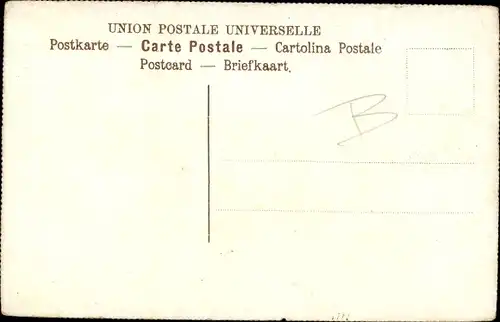 UNION POSTALE UNIVERSELLE
Postkarte — Carte Postale — Cartolina Postale
Postcard — Briefkaart.
B